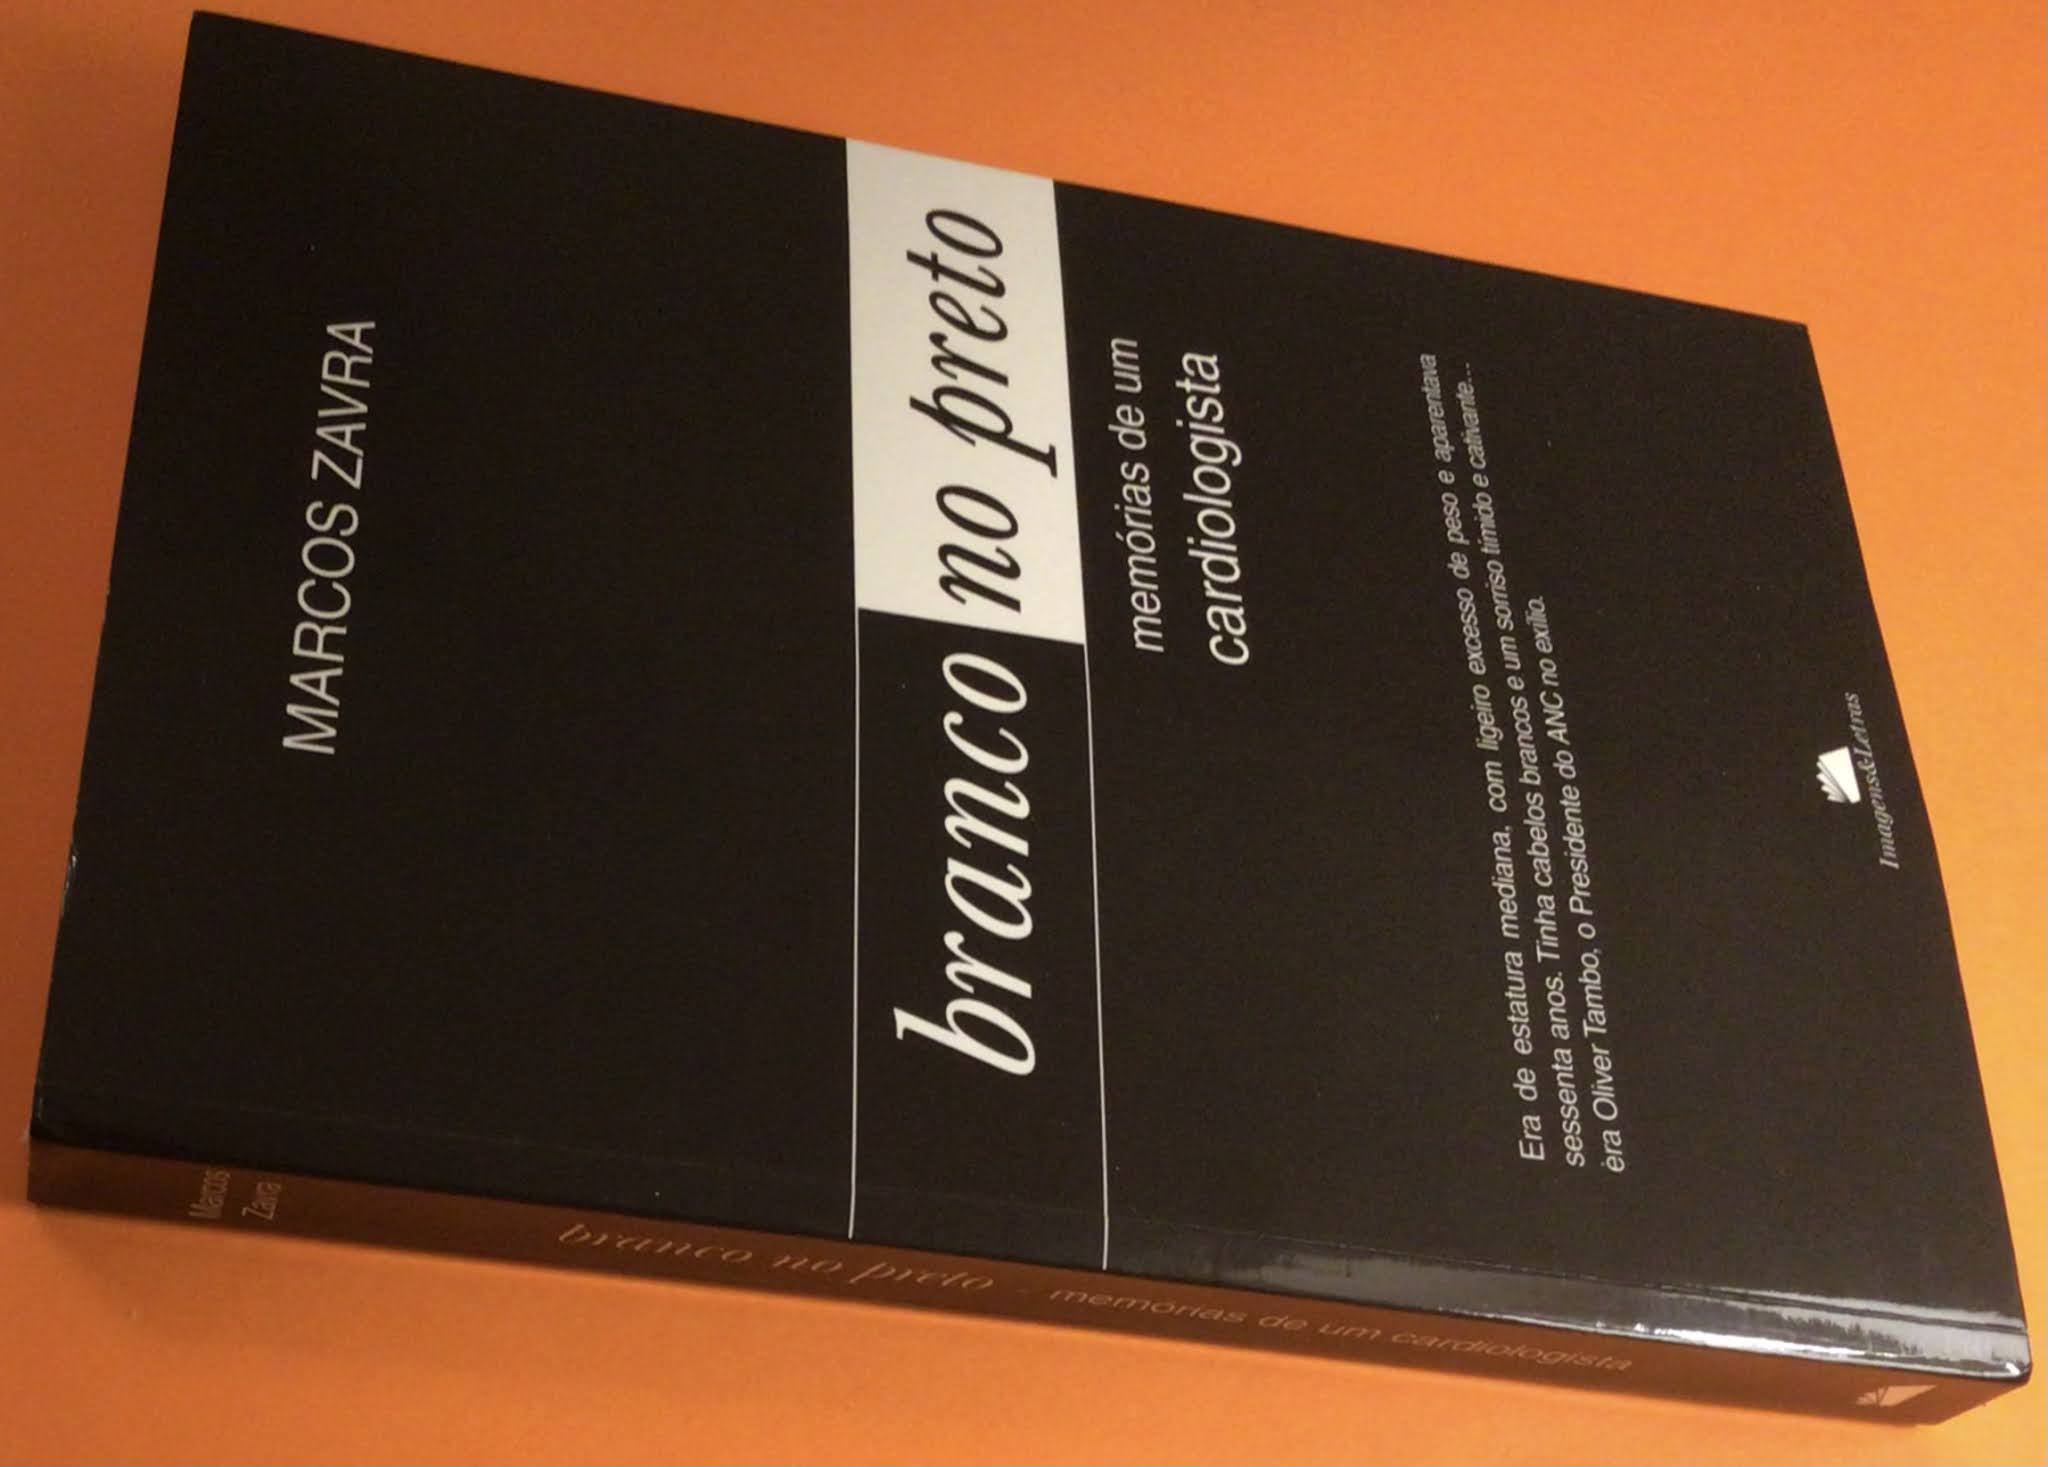 MARCOS ZAVRA
branco no preto
memórias de um
cardiologista
Era de estatura mediana, com ligeiro excesso de peso e aparentava
sessenta anos. Tinha cabelos brancos e um sorriso tímido e cativante...
èra Oliver Tambo, o Presidente do ANC no exílio.
Imagens&Letras
Marcos
Zavra
branco no preto - memórias de um cardiologista